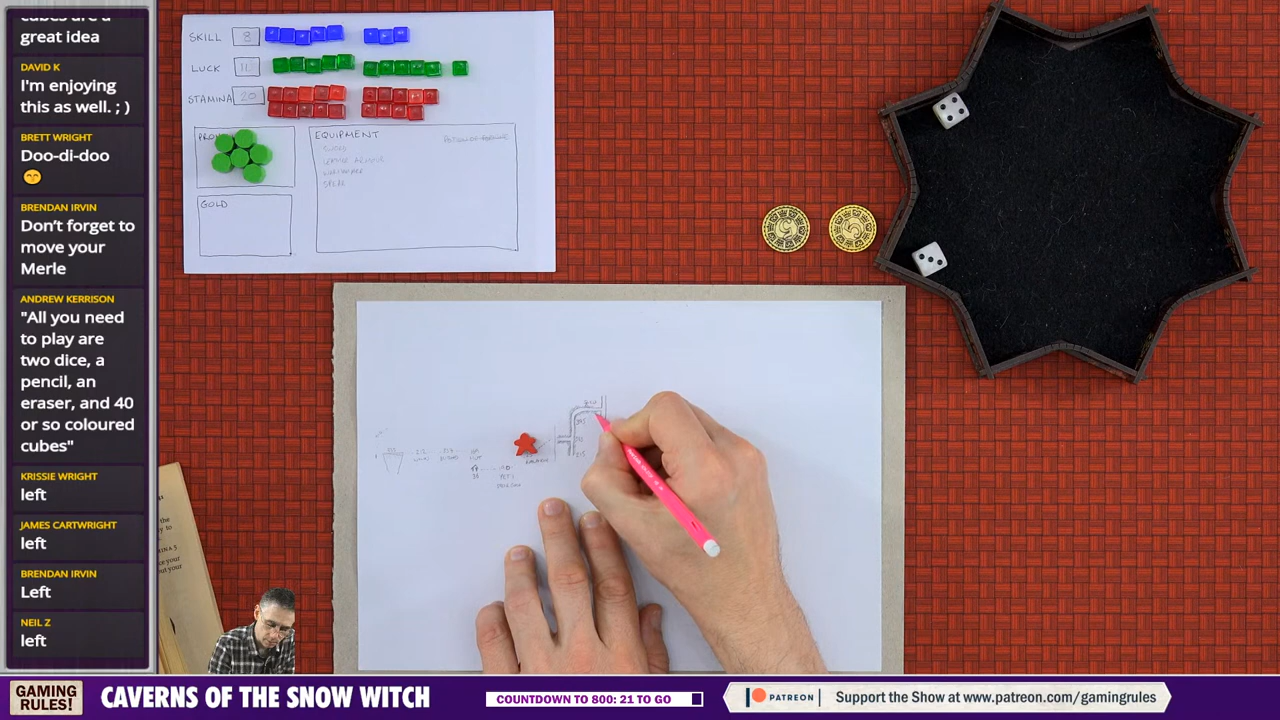 cubes are a
great idea
DAVID K
I'm enjoying
this as well. ; )
BRETT WRIGHT
Doo-di-doo
😊
BRENDAN IRVIN
Don't forget to
move your
Merle
ANDREW KERRISON
"All you need
to play are
two dice, a
pencil, an
eraser, and 40
or so coloured
cubes"
KRISSIE WRIGHT
left
JAMES CARTWRIGHT
left
BRENDAN IRVIN
Left
NEIL Z
left
SKILL 8
LUCK 11
STAMINA 20
EQUIPMENT
SWORD
LEATHER ARMOUR
SPEAR
GOLD
GAMING
RULES!
CAVERNS OF THE SNOW WITCH
COUNTDOWN TO 800: 21 TO GO
PATREON
Support the Show at www.patreon.com/gamingrules